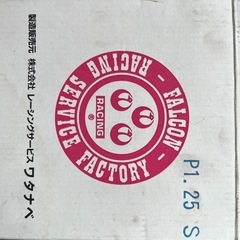 製造販売元 株式会社 レーシングサービス ワタナベ
FALCON - RACING
SERVICE FACTORY -
RACING
®
P1.25 S